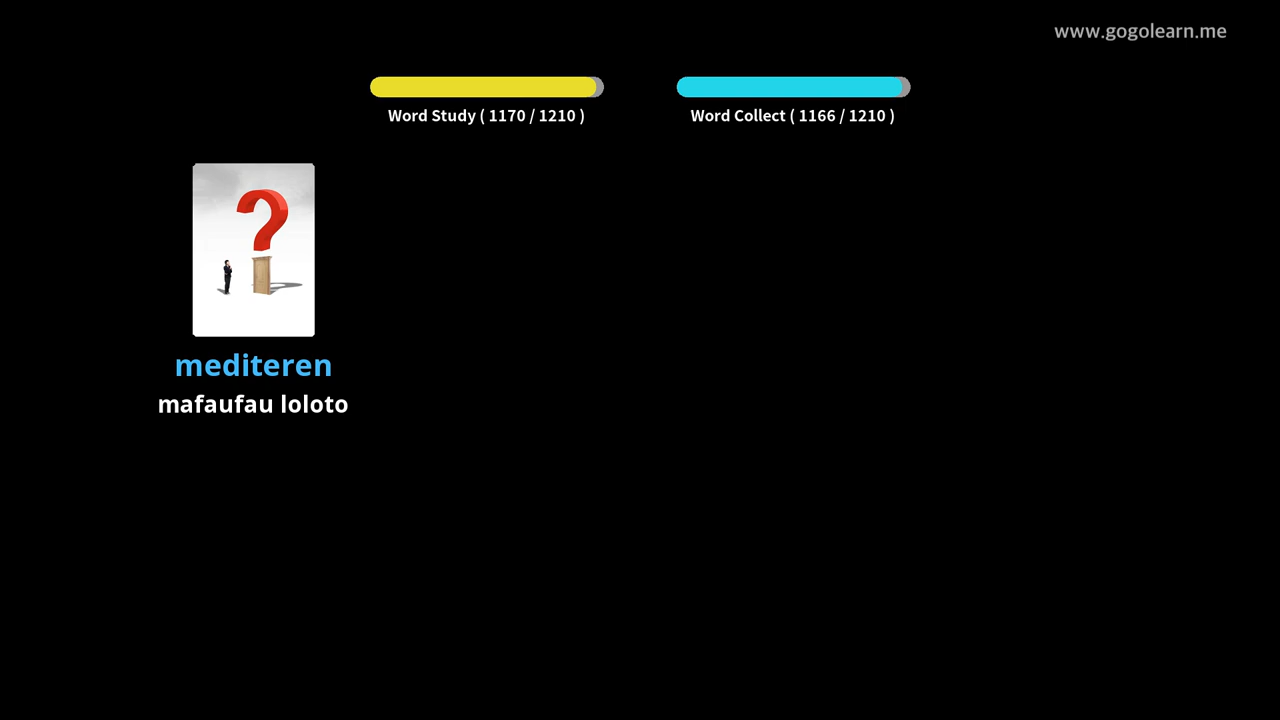 www.gogolearn.me
Word Study ( 1170 / 1210 )
Word Collect ( 1166 / 1210 )
mediteren
mafaufau loloto